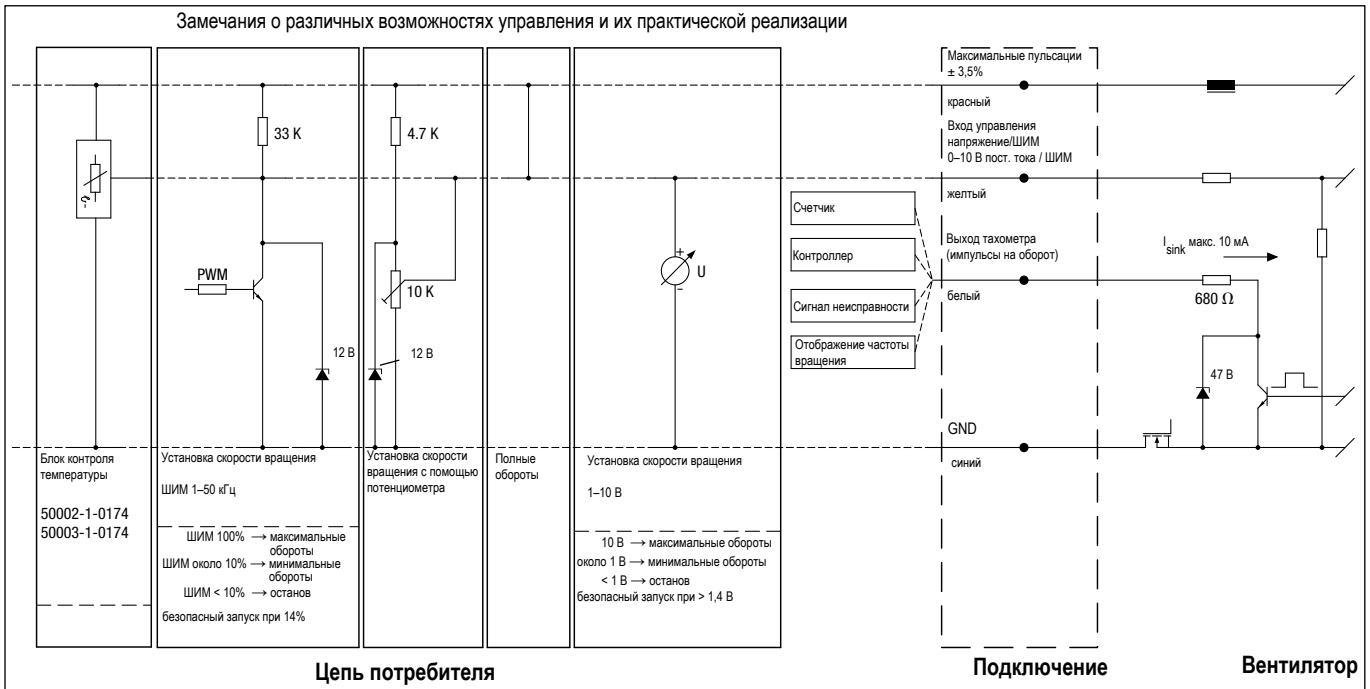 Замечания о различных возможностях управления и их практической реализации
33 K
PWM
12 В
4.7 K
10 K
12 В
+
U
−
Счетчик
Контроллер
Сигнал неисправности
Отображение частоты
вращения
Максимальные пульсации
± 3,5%
красный
Вход управления
напряжение/ШИМ
0–10 В пост. тока / ШИМ
желтый
Выход тахометра
(импульсы на оборот)
белый
GND
синий
I sink макс. 10 мА
680 Ω
47 В
Блок контроля
температуры
50002-1-0174
50003-1-0174
Установка скорости вращения
ШИМ 1–50 кГц
ШИМ 100% → максимальные
обороты
ШИМ около 10% → минимальные
обороты
ШИМ < 10% → останов
безопасный запуск при 14%
Установка скорости
вращения с помощью
потенциометра
Полные
обороты
Установка скорости вращения
1–10 В
10 В → максимальные обороты
около 1 В → минимальные обороты
< 1 В → останов
безопасный запуск при > 1,4 В
Цепь потребителя
Подключение
Вентилятор